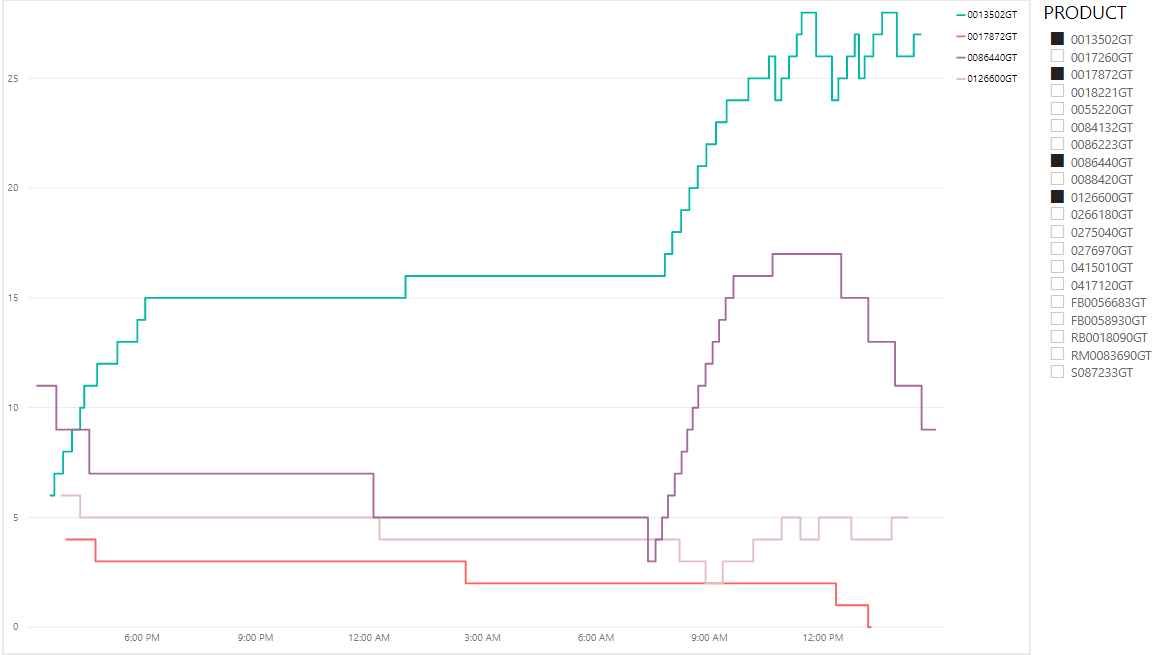 0013502GT
0017872GT
0086440GT
0126600GT
25
20
15
10
5
0
6:00 PM 9:00 PM 12:00 AM 3:00 AM 6:00 AM 9:00 AM 12:00 PM
PRODUCT
0013502GT
0017260GT
0017872GT
0018221GT
0055220GT
0084132GT
0086223GT
0086440GT
0088420GT
0126600GT
0266180GT
0275040GT
0276970GT
0415010GT
0417120GT
FB0056683GT
FB0058930GT
RB0018090GT
RM0083690GT
S087233GT